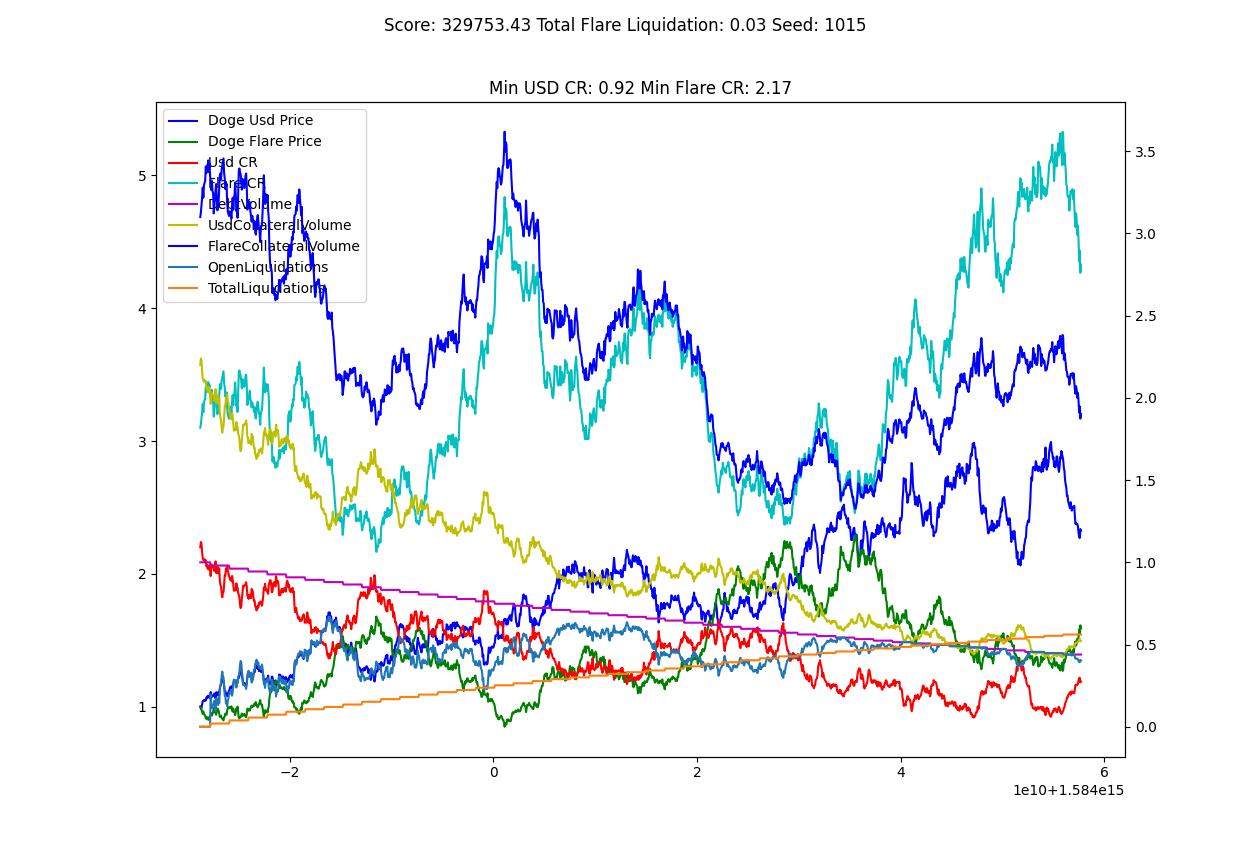 Score: 329753.43 Total Flare Liquidation: 0.03 Seed: 1015
Min USD CR: 0.92 Min Flare CR: 2.17
Doge Usd Price
Doge Flare Price
Usd CR
Flare CR
DebtVolume
UsdCollateralVolume
FlareCollateralVolume
OpenLiquidations
TotalLiquidations
5
4
3
2
1
3.5
3.0
2.5
2.0
1.5
1.0
0.5
0.0
−2
0
2
4
6
1e10+1.584e15